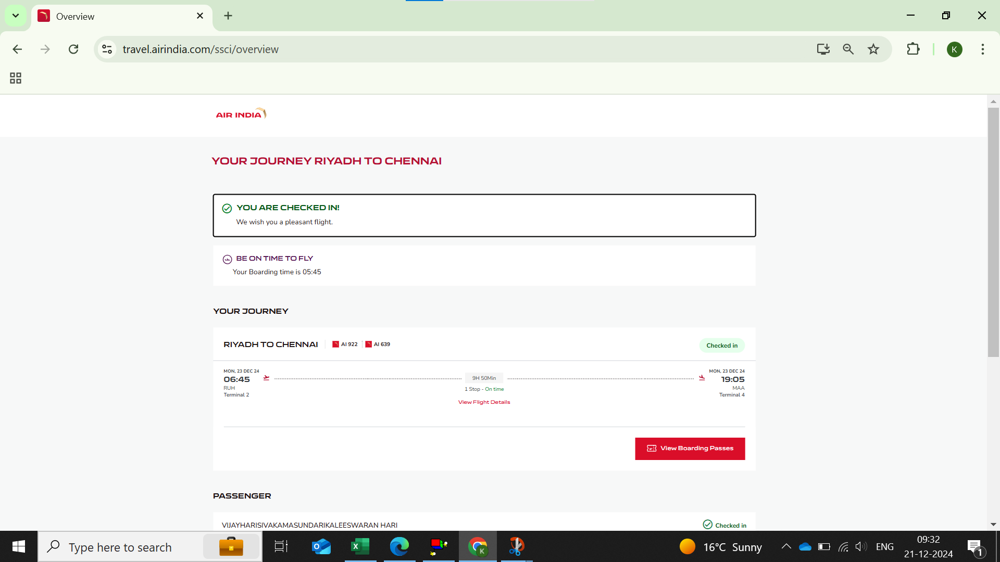 Overview
travel.airindia.com/ssci/overview
K
AIR INDIA
YOUR JOURNEY RIYADH TO CHENNAI
YOU ARE CHECKED IN!
We wish you a pleasant flight.
BE ON TIME TO FLY
Your Boarding time is 05:45
YOUR JOURNEY
RIYADH TO CHENNAI AI 922 AI 639 Checked in
MON, 23 DEC 24 MON, 23 DEC 24
06:45 9H 50Min 19:05
RUH 1 Stop - On time MAA
Terminal 2 Terminal 4
View Flight Details
View Boarding Passes
PASSENGER
VIJAYHARISIVAKAMASUNDARIKALEESWARAN HARI Checked in
Type here to search 16°C Sunny ENG 09:32
21-12-2024 1